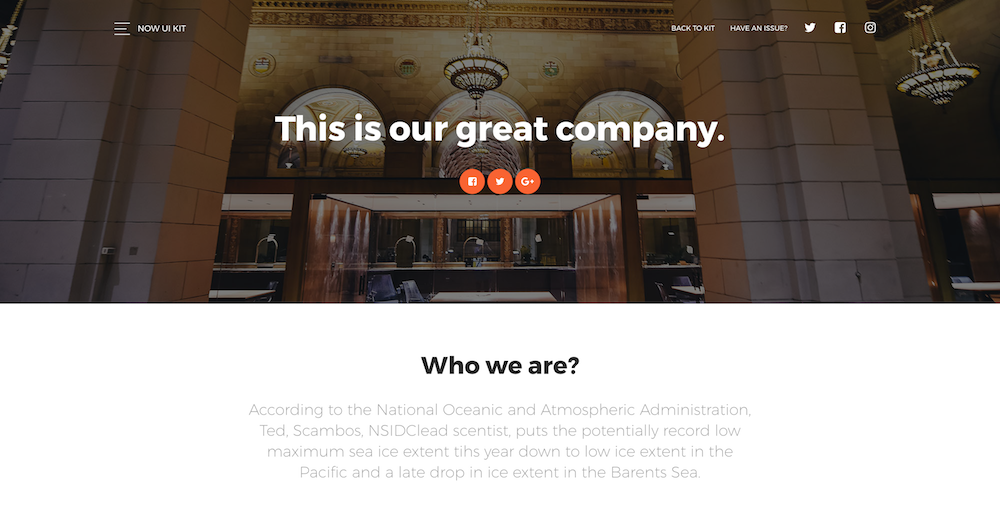 NOW UI KIT
BACK TO KIT
HAVE AN ISSUE?
This is our great company.
Who we are?
According to the National Oceanic and Atmospheric Administration,
Ted, Scambos, NSIDClead scentist, puts the potentially record low
maximum sea ice extent tihs year down to low ice extent in the
Pacific and a late drop in ice extent in the Barents Sea.